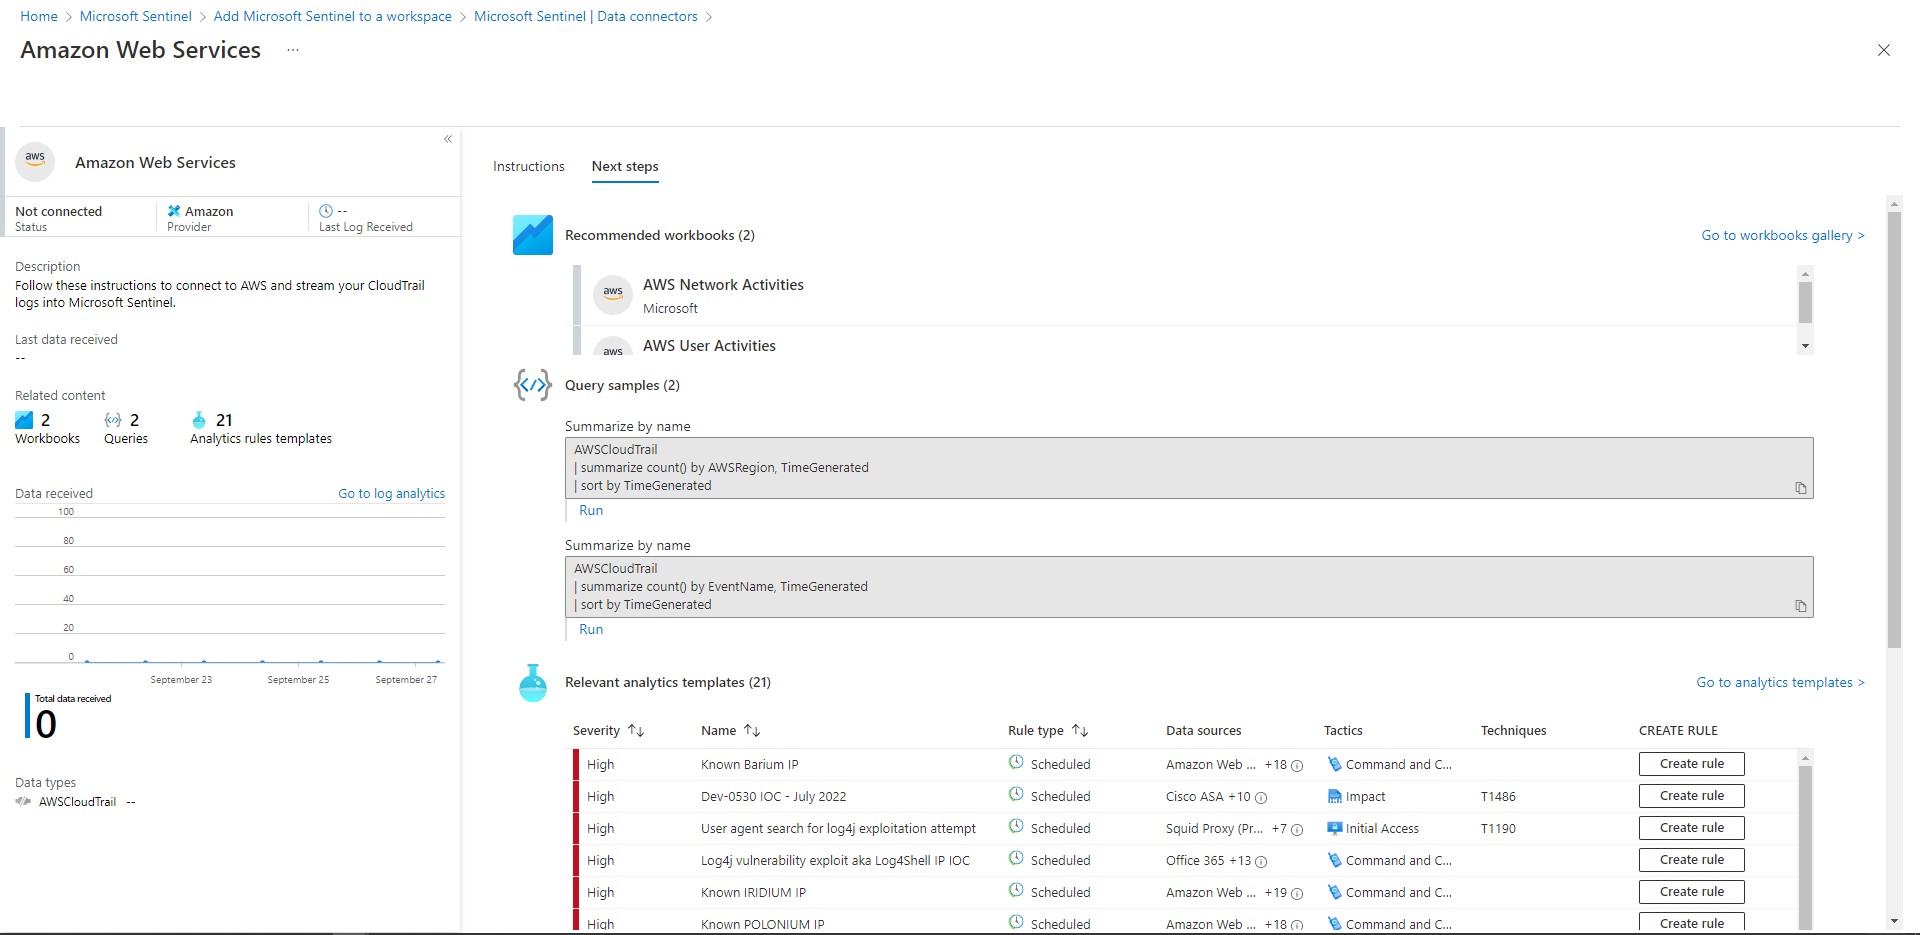 Home > Microsoft Sentinel > Add Microsoft Sentinel to a workspace > Microsoft Sentinel | Data connectors >
Amazon Web Services ...
aws
Amazon Web Services
Not connected
Status
Amazon
Provider
--
Last Log Received
Description
Follow these instructions to connect to AWS and stream your CloudTrail
logs into Microsoft Sentinel.
Last data received
--
Related content
2 Workbooks
2 Queries
21 Analytics rules templates
Data received Go to log analytics
100
80
60
40
20
0
September 23 September 25 September 27
Total data received
0
Data types
AWSCloudTrail --
Instructions Next steps
Recommended workbooks (2) Go to workbooks gallery >
aws
AWS Network Activities
Microsoft
aws
AWS User Activities
Query samples (2)
Summarize by name
AWSCloudTrail
| summarize count() by AWSRegion, TimeGenerated
| sort by TimeGenerated
Run
Summarize by name
AWSCloudTrail
| summarize count() by EventName, TimeGenerated
| sort by TimeGenerated
Run
Relevant analytics templates (21) Go to analytics templates >
Severity ↑↓ Name ↑↓ Rule type ↑↓ Data sources Tactics Techniques CREATE RULE
High Known Barium IP Scheduled Amazon Web ... +18 Command and C... Create rule
High Dev-0530 IOC - July 2022 Scheduled Cisco ASA +10 Impact T1486 Create rule
High User agent search for log4j exploitation attempt Scheduled Squid Proxy (Pr... +7 Initial Access T1190 Create rule
High Log4j vulnerability exploit aka Log4Shell IP IOC Scheduled Office 365 +13 Command and C... Create rule
High Known IRIDIUM IP Scheduled Amazon Web ... +19 Command and C... Create rule
High Known POLONIUM IP Scheduled Amazon Web ... +18 Command and C... Create rule